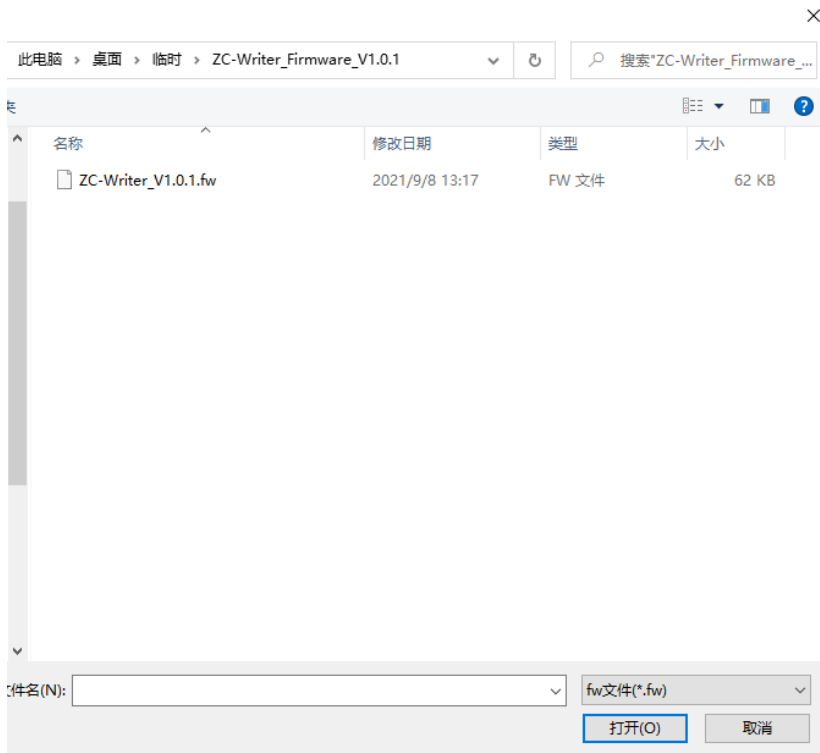 此电脑 › 桌面 › 临时 › ZC-Writer_Firmware_V1.0.1 搜索"ZC-Writer_Firmware_...
夹
名称 修改日期 类型 大小
ZC-Writer_V1.0.1.fw 2021/9/8 13:17 FW 文件 62 KB
件名(N): fw文件(*.fw)
打开(O) 取消